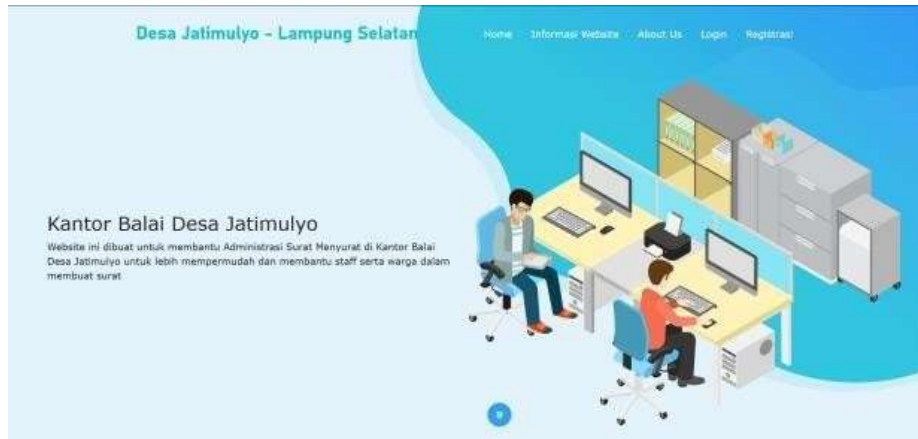 Desa Jatimulyo - Lampung Selatan
Home Informasi Website About Us Login Registrasi
Kantor Balai Desa Jatimulyo
Website ini dibuat untuk membantu Administrasi Surat Menyurat di Kantor Balai
Desa Jatimulyo untuk lebih mempermudah dan membantu staff serta warga dalam
membuat surat